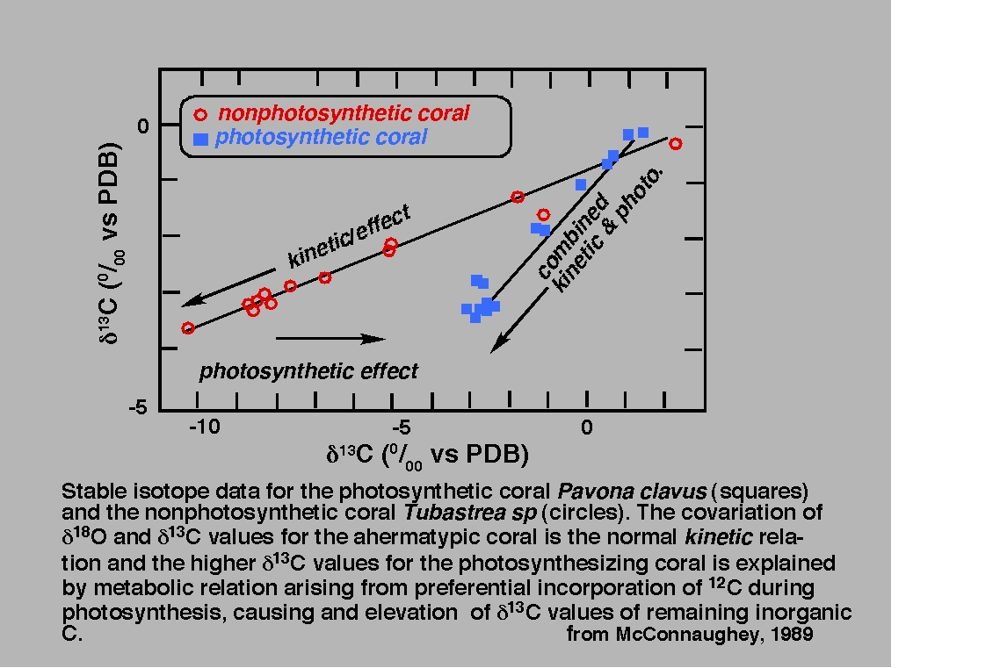 nonphotosynthetic coral
photosynthetic coral
0
-5
δ¹³C (⁰/₀₀ vs PDB)
kinetic/effect
combined
kinetic & photo.
photosynthetic effect
-10 -5 0
δ¹³C (⁰/₀₀ vs PDB)
Stable isotope data for the photosynthetic coral Pavona clavus (squares)
and the nonphotosynthetic coral Tubastrea sp (circles). The covariation of
δ¹⁸O and δ¹³C values for the ahermatypic coral is the normal kinetic rela-
tion and the higher δ¹³C values for the photosynthesizing coral is explained
by metabolic relation arising from preferential incorporation of ¹²C during
photosynthesis, causing and elevation of δ¹³C values of remaining inorganic
C. from McConnaughey, 1989